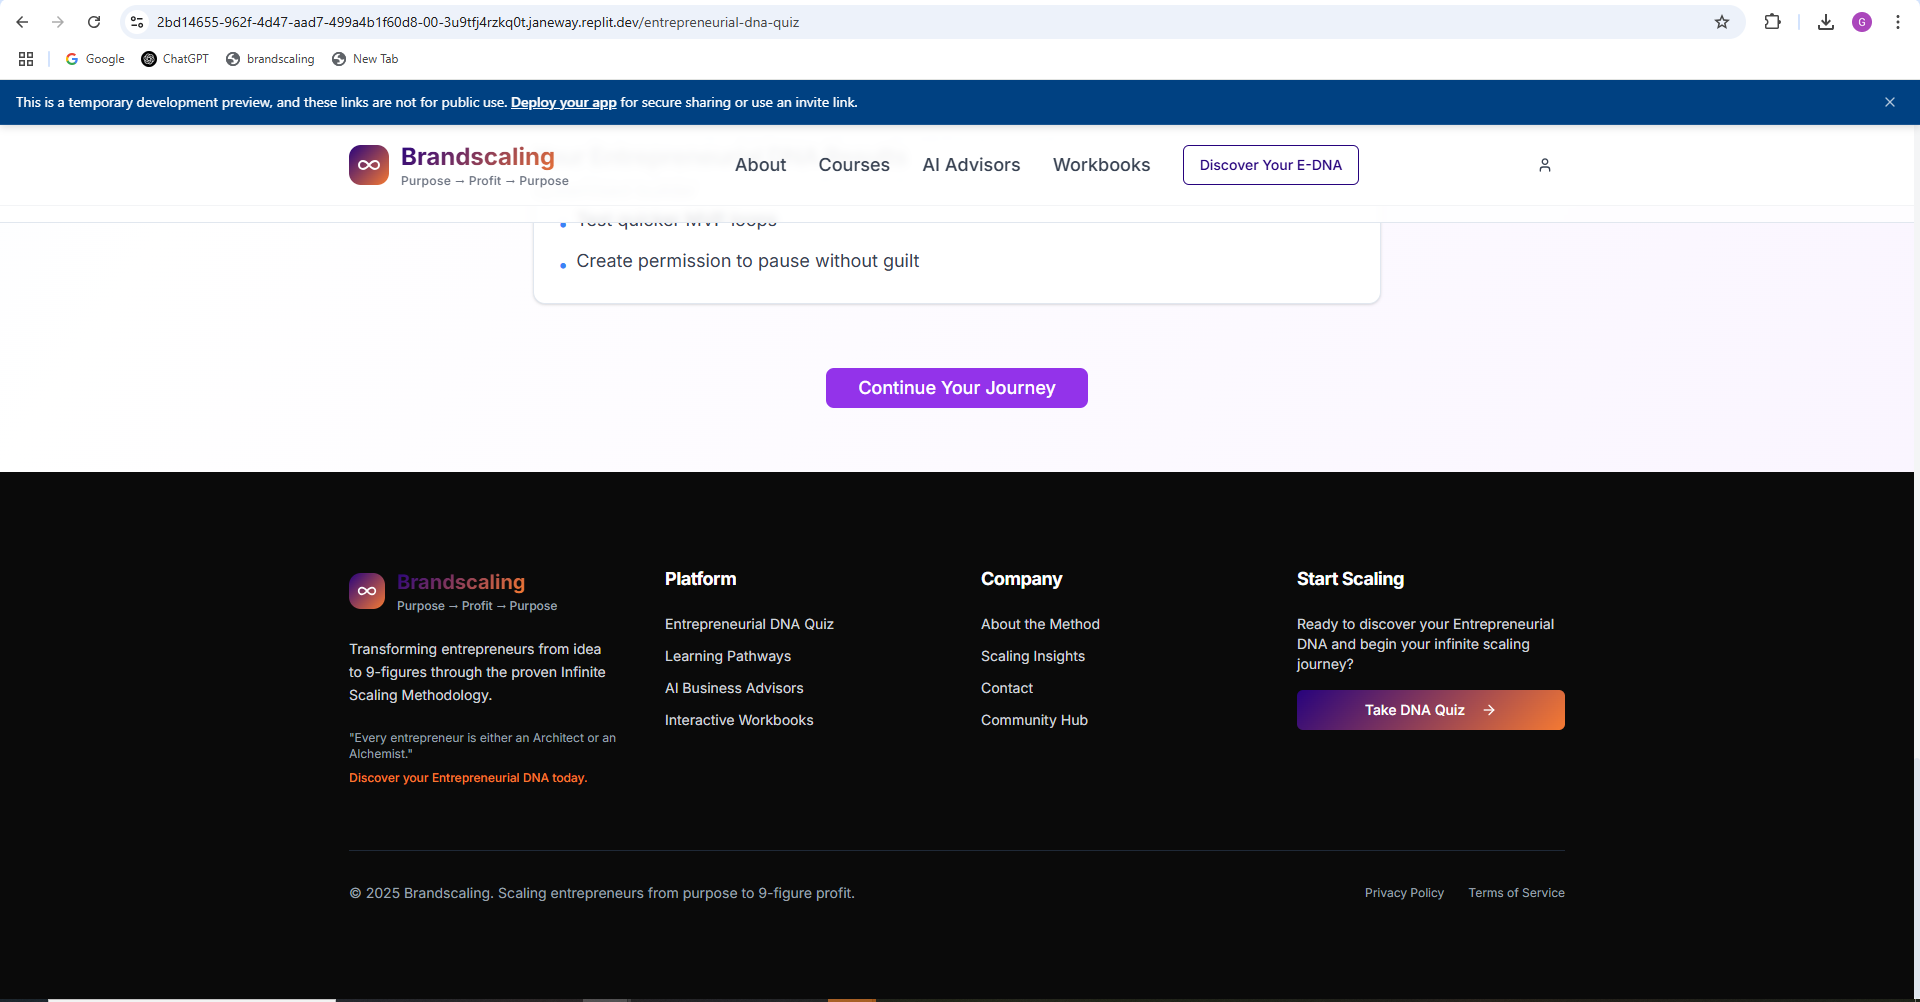 2bd14655-962f-4d47-aad7-499a4b1f60d8-00-3u9tfj4rzkq0t.janeway.replit.dev/entrepreneurial-dna-quiz
G
Google
ChatGPT
brandscaling
New Tab
This is a temporary development preview, and these links are not for public use. Deploy your app for secure sharing or use an invite link.
Brandscaling
Purpose → Profit → Purpose
About
Courses
AI Advisors
Workbooks
Discover Your E-DNA
Test quicker MVP loops
Create permission to pause without guilt
Continue Your Journey
Brandscaling
Purpose → Profit → Purpose
Transforming entrepreneurs from idea
to 9-figures through the proven Infinite
Scaling Methodology.
"Every entrepreneur is either an Architect or an
Alchemist."
Discover your Entrepreneurial DNA today.
Platform
Entrepreneurial DNA Quiz
Learning Pathways
AI Business Advisors
Interactive Workbooks
Company
About the Method
Scaling Insights
Contact
Community Hub
Start Scaling
Ready to discover your Entrepreneurial
DNA and begin your infinite scaling
journey?
Take DNA Quiz →
© 2025 Brandscaling. Scaling entrepreneurs from purpose to 9-figure profit.
Privacy Policy
Terms of Service